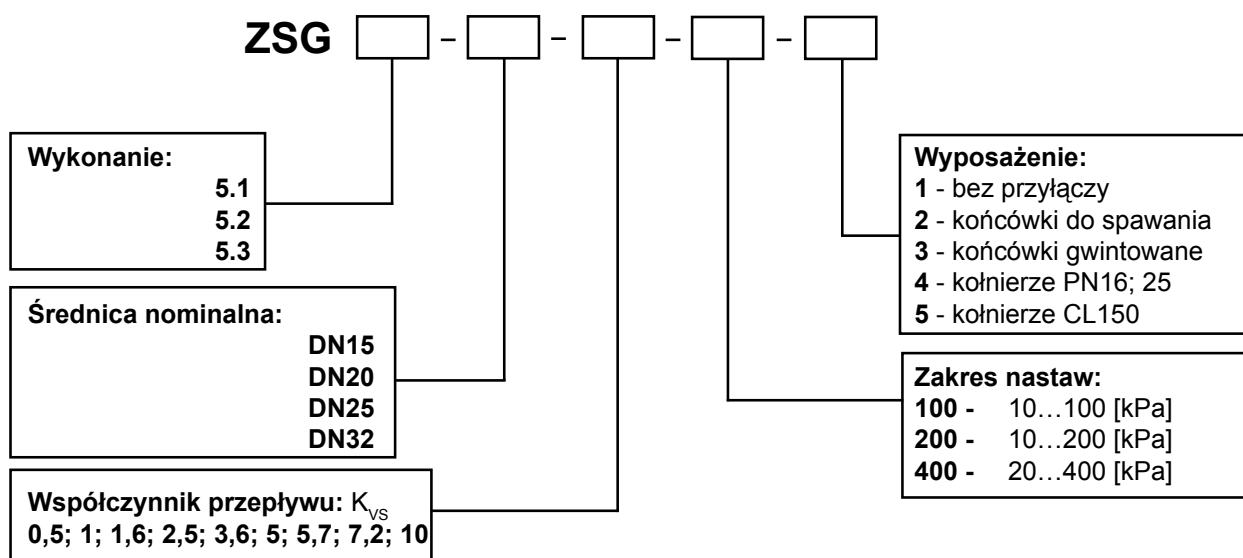 ZSG – – – –
Wykonanie:
5.1
5.2
5.3
Średnica nominalna:
DN15
DN20
DN25
DN32
Współczynnik przepływu: KVS
0,5; 1; 1,6; 2,5; 3,6; 5; 5,7; 7,2; 10
Wyposażenie:
1 - bez przyłączy
2 - końcówki do spawania
3 - końcówki gwintowane
4 - kołnierze PN16; 25
5 - kołnierze CL150
Zakres nastaw:
100 - 10…100 [kPa]
200 - 10…200 [kPa]
400 - 20…400 [kPa]